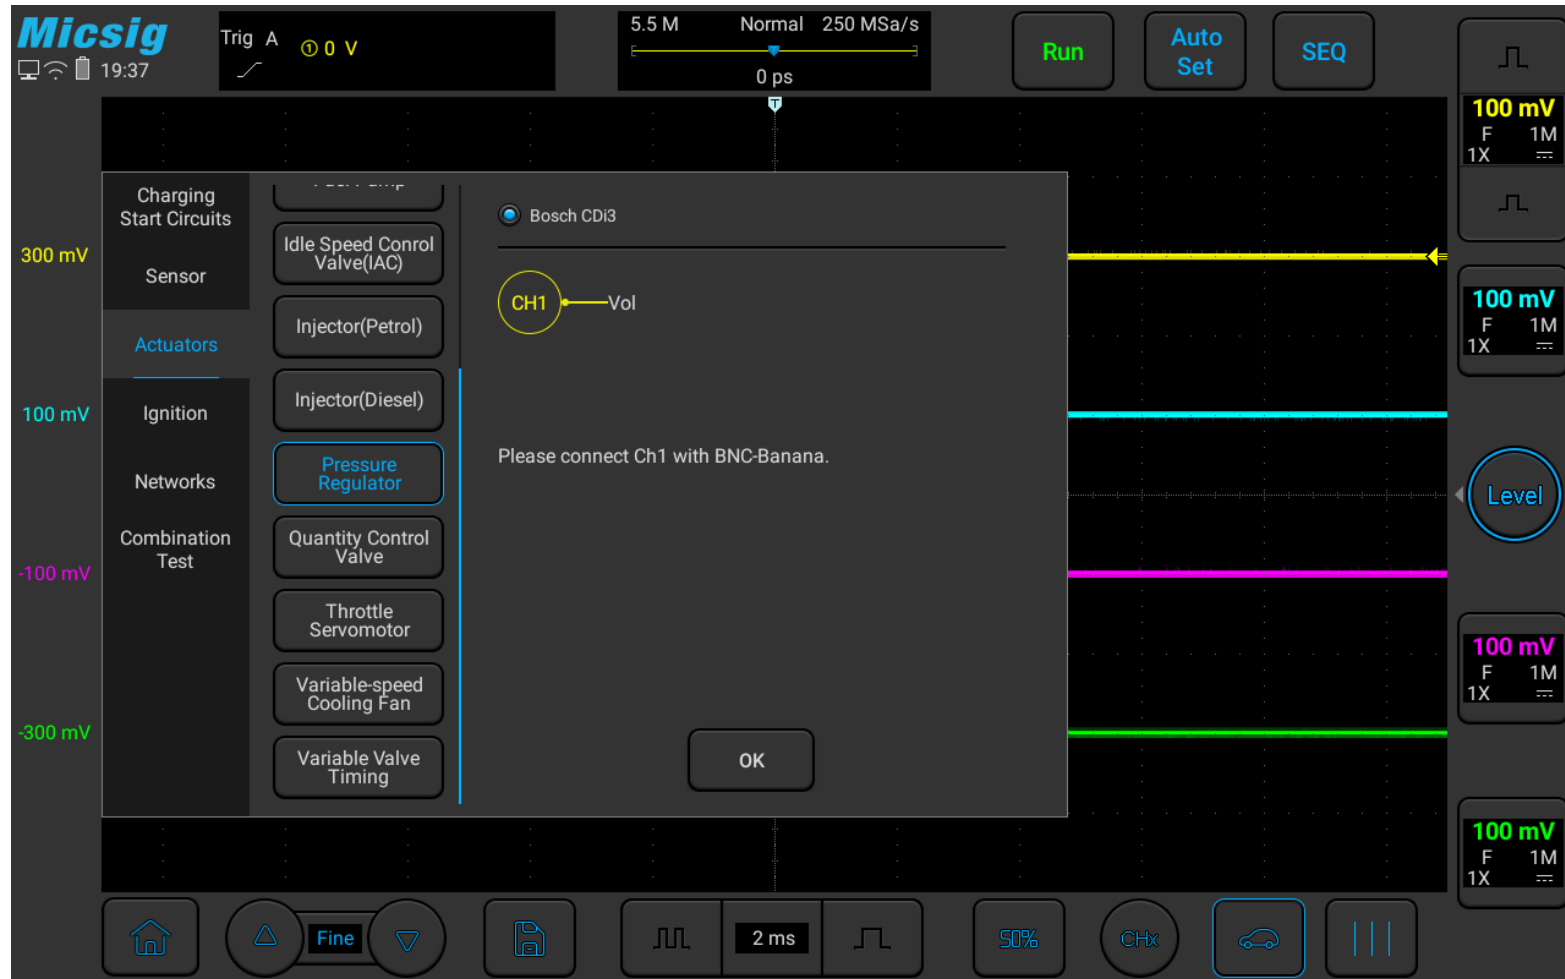 Micsig
19:37
Trig A
① 0 V
5.5 M Normal 250 MSa/s
T
0 ps
Run
Auto
Set
SEQ
T
100 mV
F 1M
1X
300 mV
100 mV
-100 mV
-300 mV
Charging
Start Circuits
Sensor
Actuators
Ignition
Networks
Combination
Test
Idle Speed Conrol
Valve(IAC)
Injector(Petrol)
Injector(Diesel)
Pressure
Regulator
Quantity Control
Valve
Throttle
Servomotor
Variable-speed
Cooling Fan
Variable Valve
Timing
Bosch CDi3
CH1 Vol
Please connect Ch1 with BNC-Banana.
OK
100 mV
F 1M
1X
Level
100 mV
F 1M
1X
100 mV
F 1M
1X
Fine
2 ms
50%
CHx